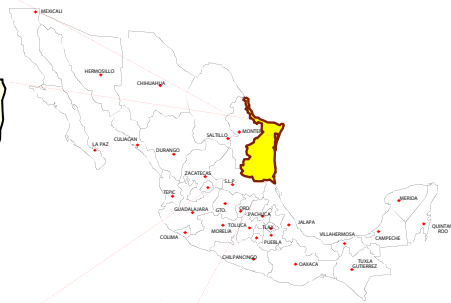 MEXICALI
HERMOSILLO
CHIHUAHUA
LA PAZ
CULIACAN
DURANGO
SALTILLO
MONTER
ZACATECAS
S.L.P.
TEPIC
GUADALAJARA
GTO.
QRO.
PACHUCA
COLIMA
MORELIA
TOLUCA
TLAX
PUEBLA
JALAPA
CHILPANCINGO
OAXACA
VILLAHERMOSA
TUXLA
GUTIERREZ
CAMPECHE
MERIDA
QUINTAN
ROO